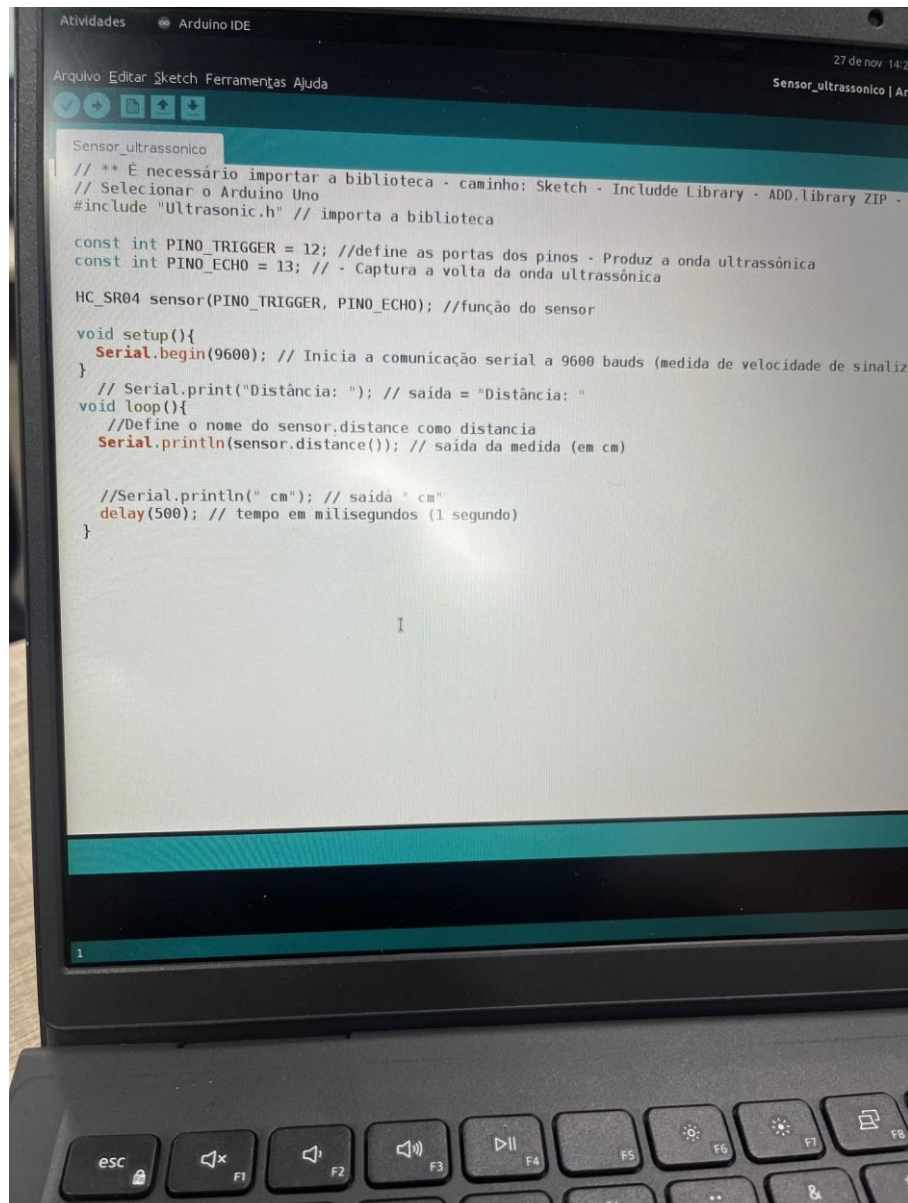 Atividades
Arduino IDE
27 de nov 14:2
Arquivo Editar Sketch Ferramentas Ajuda
Sensor_ultrassonico | Ar
Sensor_ultrassonico
// ** É necessário importar a biblioteca - caminho: Sketch - Includde Library - ADD.library ZIP -
// Selecionar o Arduino Uno
#include "Ultrasonic.h" // importa a biblioteca
const int PINO_TRIGGER = 12; //define as portas dos pinos - Produz a onda ultrassônica
const int PINO_ECHO = 13; // - Captura a volta da onda ultrassônica
HC_SR04 sensor(PINO_TRIGGER, PINO_ECHO); //função do sensor
void setup(){
Serial.begin(9600); // Inicia a comunicação serial a 9600 bauds (medida de velocidade de sinaliz
}
// Serial.print("Distância: "); // saída = "Distância: "
void loop(){
//Define o nome do sensor.distance como distancia
Serial.println(sensor.distance()); // saída da medida (em cm)
//Serial.println(" cm"); // saída " cm"
delay(500); // tempo em milisegundos (1 segundo)
}
1
esc
F1
F2
F3
F4
F5
F6
F7
F8
&